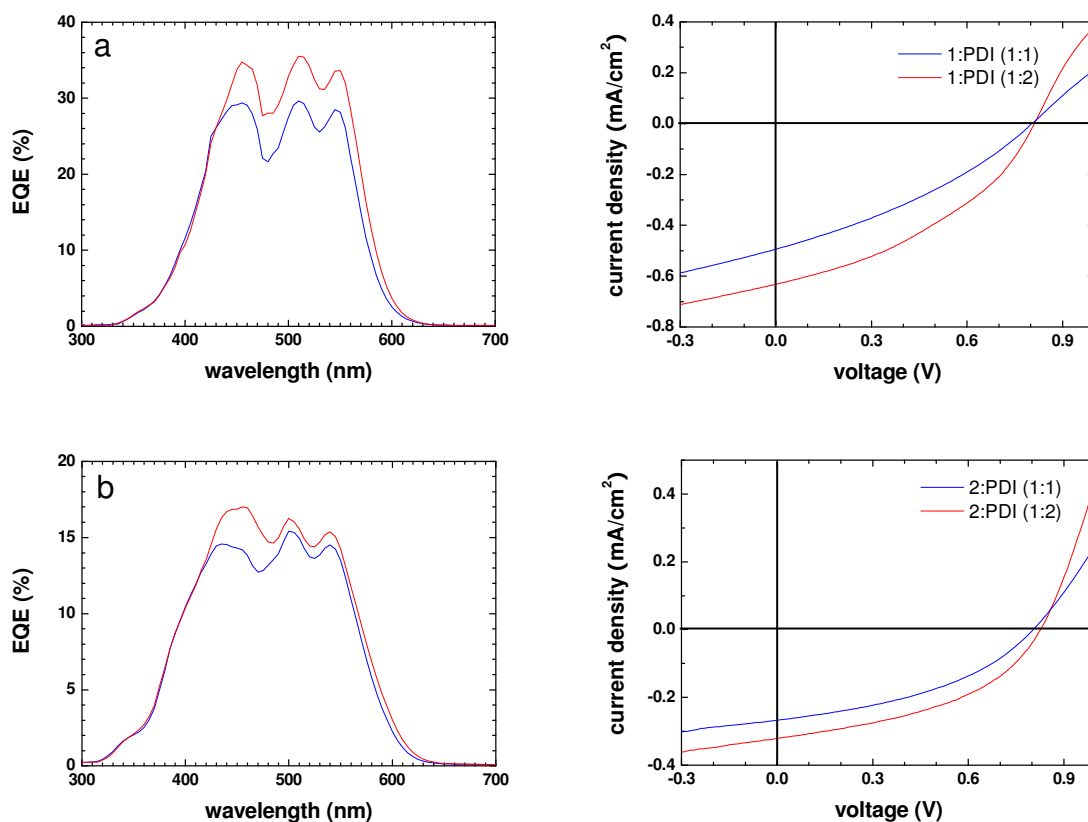 a
40
30
20
10
0
EQE (%)
300 400 500 600 700
wavelength (nm)
0.4
0.2
0.0
-0.2
-0.4
-0.6
-0.8
current density (mA/cm²)
1:PDI (1:1)
1:PDI (1:2)
-0.3 0.0 0.3 0.6 0.9
voltage (V)
b
20
15
10
5
0
EQE (%)
300 400 500 600 700
wavelength (nm)
0.4
0.2
0.0
-0.2
-0.4
current density (mA/cm²)
2:PDI (1:1)
2:PDI (1:2)
-0.3 0.0 0.3 0.6 0.9
voltage (V)